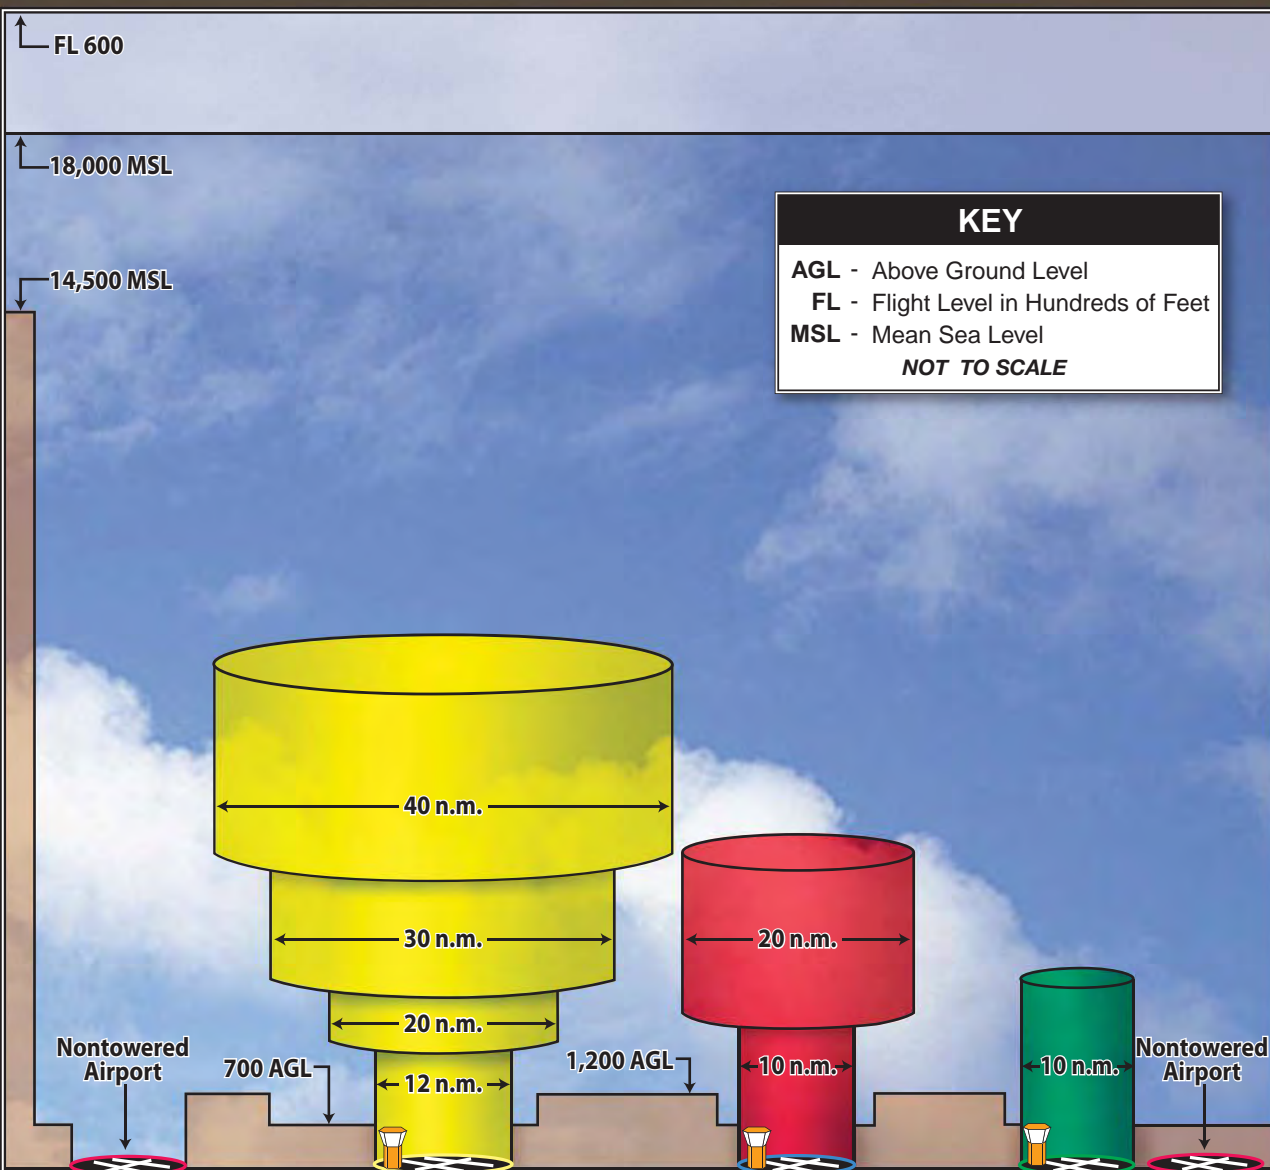 FL 600
18,000 MSL
14,500 MSL
KEY
AGL - Above Ground Level
FL - Flight Level in Hundreds of Feet
MSL - Mean Sea Level
NOT TO SCALE
40 n.m.
30 n.m.
20 n.m.
20 n.m.
Nontowered
Airport
700 AGL
12 n.m.
1,200 AGL
10 n.m.
10 n.m.
Nontowered
Airport